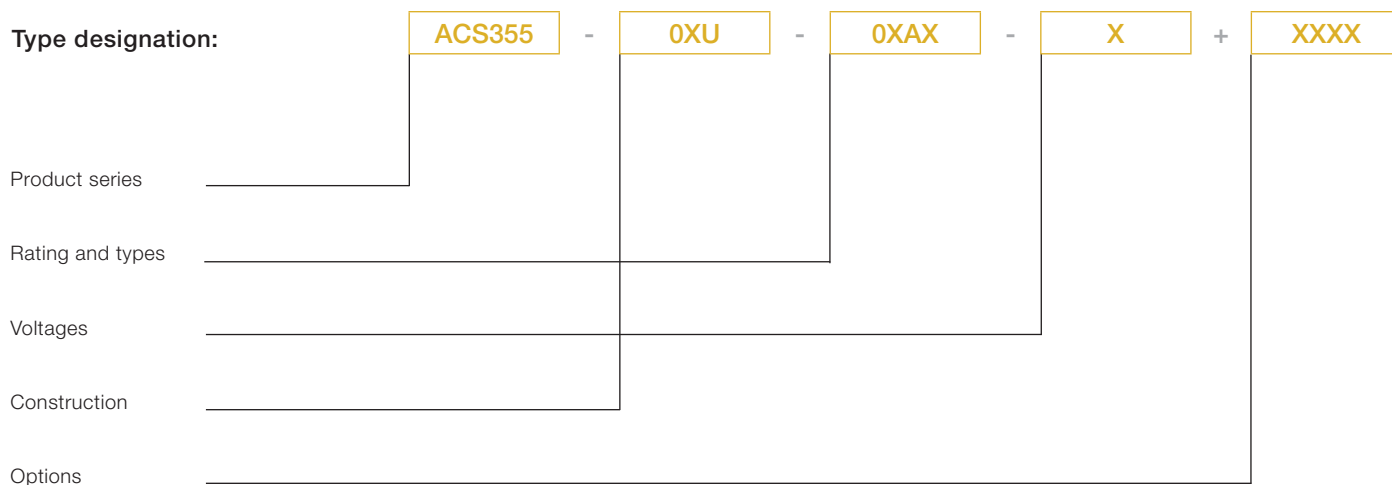 Type designation: ACS355 - 0XU - 0XAX - X + XXXX
Product series
Rating and types
Voltages
Construction
Options